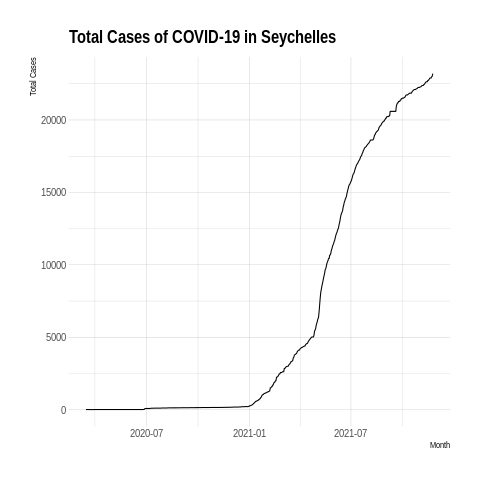 Total Cases of COVID-19 in Seychelles
Total Cases
20000
15000
10000
5000
0
2020-07
2021-01
2021-07
Month